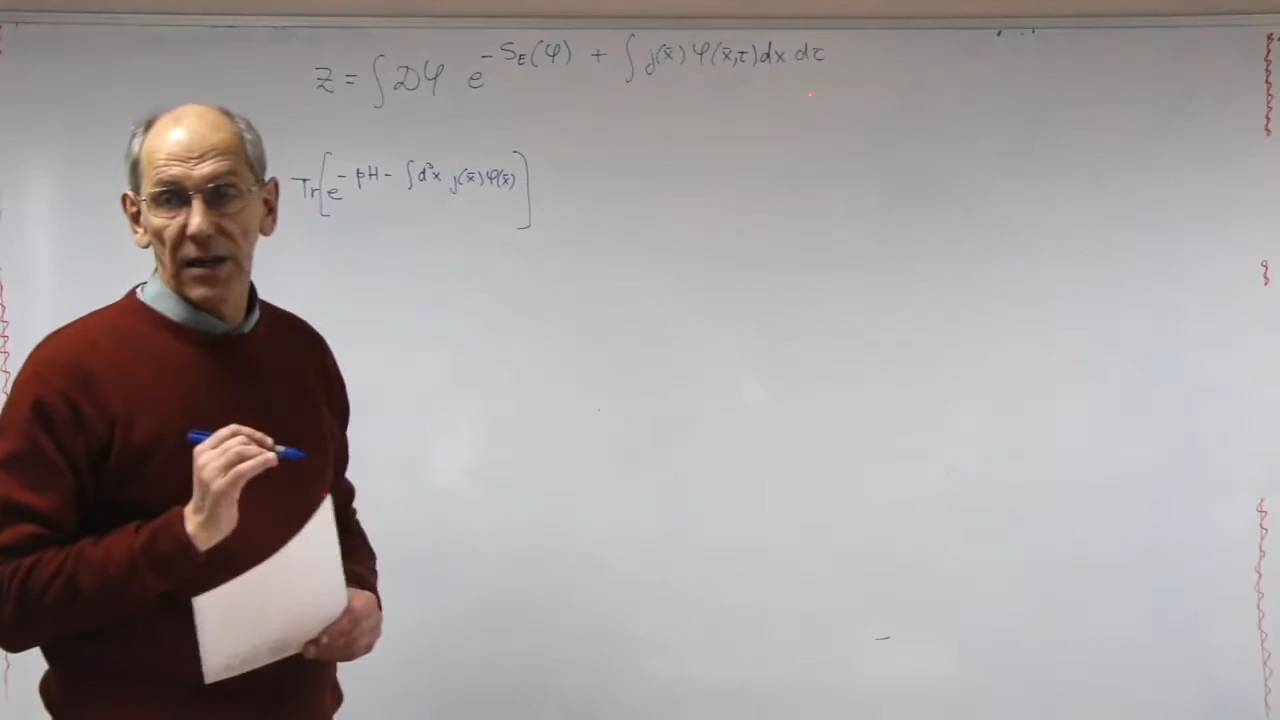 Z = ∫ 𝒟φ e^{-S_E(φ) + ∫ j(x̄) φ(x̄,τ) dx dτ}
Tr[e^{-βH - ∫ d³x j(x̄) φ(x̄)}]